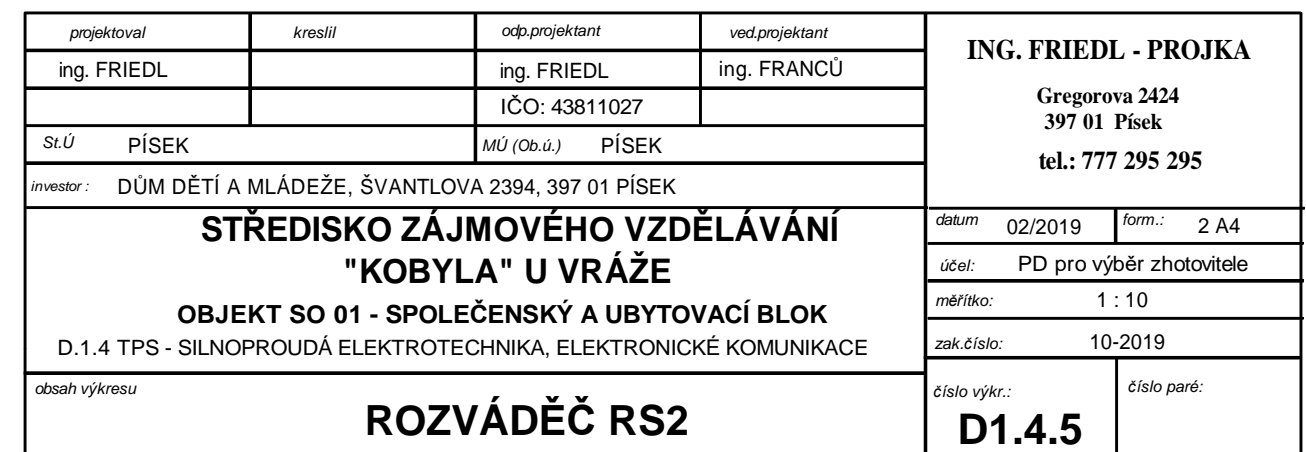 projektoval kreslil odp.projektant ved.projektant
ing. FRIEDL ing. FRIEDL ing. FRANCŮ
IČO: 43811027
St.Ú PÍSEK MÚ (Ob.ú.) PÍSEK
investor : DŮM DĚTÍ A MLÁDEŽE, ŠVANTLOVA 2394, 397 01 PÍSEK
STŘEDISKO ZÁJMOVÉHO VZDĚLÁVÁNÍ
"KOBYLA" U VRÁŽE
OBJEKT SO 01 - SPOLEČENSKÝ A UBYTOVACÍ BLOK
D.1.4 TPS - SILNOPROUDÁ ELEKTROTECHNIKA, ELEKTRONICKÉ KOMUNIKACE
obsah výkresu
ROZVÁDĚČ RS2
ING. FRIEDL - PROJKA
Gregorova 2424
397 01 Písek
tel.: 777 295 295
datum 02/2019 form.: 2 A4
účel: PD pro výběr zhotovitele
měřítko: 1 : 10
zak.číslo: 10-2019
číslo výkr.: číslo paré:
D1.4.5